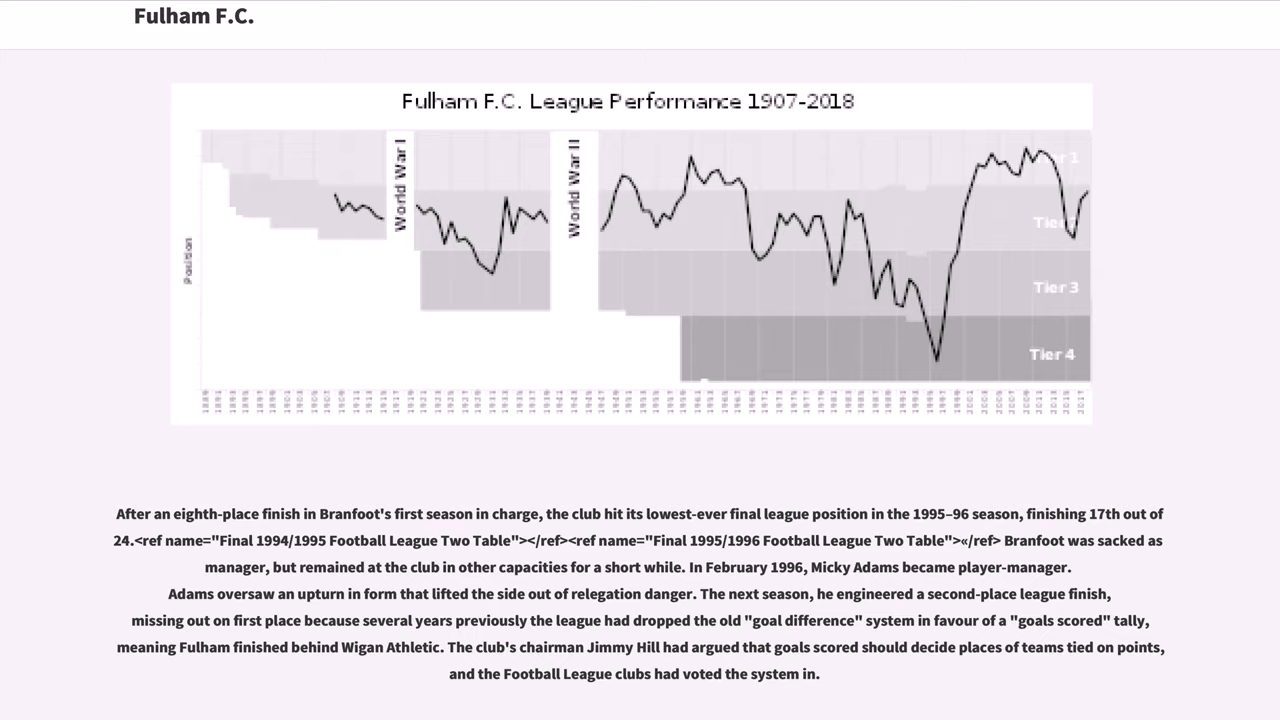 Fulham F.C.
Fulham F.C. League Performance 1907-2018
World War I
World War II
Position
Tier 1
Tier
Tier 3
Tier 4
After an eighth-place finish in Branfoot's first season in charge, the club hit its lowest-ever final league position in the 1995–96 season, finishing 17th out of
24.<ref name="Final 1994/1995 Football League Two Table"></ref><ref name="Final 1995/1996 Football League Two Table">«/ref> Branfoot was sacked as
manager, but remained at the club in other capacities for a short while. In February 1996, Micky Adams became player-manager.
Adams oversaw an upturn in form that lifted the side out of relegation danger. The next season, he engineered a second-place league finish,
missing out on first place because several years previously the league had dropped the old "goal difference" system in favour of a "goals scored" tally,
meaning Fulham finished behind Wigan Athletic. The club's chairman Jimmy Hill had argued that goals scored should decide places of teams tied on points,
and the Football League clubs had voted the system in.